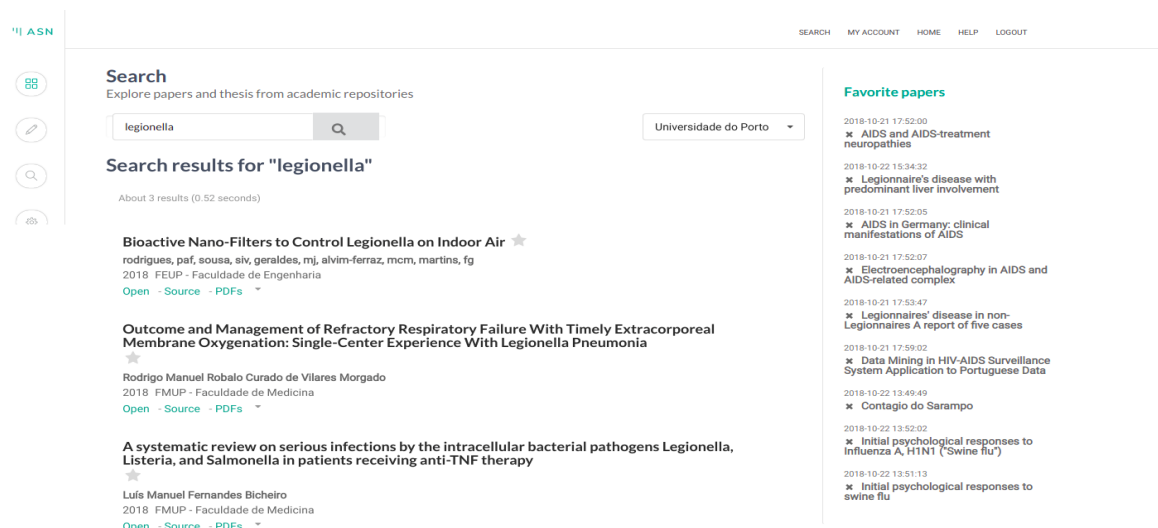 ASN
SEARCH MY ACCOUNT HOME HELP LOGOUT
Search
Explore papers and thesis from academic repositories
legionella
Universidade do Porto
Search results for "legionella"
About 3 results (0.52 seconds)
Bioactive Nano-Filters to Control Legionella on Indoor Air
rodrigues, paf, sousa, siv, geraldes, mj, alvim-ferraz, mcm, martins, fg
2018 FEUP - Faculdade de Engenharia
Open - Source - PDFs
Outcome and Management of Refractory Respiratory Failure With Timely Extracorporeal
Membrane Oxygenation: Single-Center Experience With Legionella Pneumonia
Rodrigo Manuel Robalo Curado de Vilares Morgado
2018 FMUP - Faculdade de Medicina
Open - Source - PDFs
A systematic review on serious infections by the intracellular bacterial pathogens Legionella,
Listeria, and Salmonella in patients receiving anti-TNF therapy
Luís Manuel Fernandes Bicheiro
2018 FMUP - Faculdade de Medicina
Open - Source - PDFs
Favorite papers
2018-10-21 17:52:00
AIDS and AIDS-treatment
neuropathies
2018-10-22 15:34:32
Legionnaire's disease with
predominant liver involvement
2018-10-21 17:52:05
AIDS in Germany: clinical
manifestations of AIDS
2018-10-21 17:52:07
Electroencephalography in AIDS and
AIDS-related complex
2018-10-21 17:53:47
Legionnaires' disease in non-
Legionnaires A report of five cases
2018-10-21 17:59:02
Data Mining in HIV-AIDS Surveillance
System Application to Portuguese Data
2018-10-22 13:49:49
Contagio do Sarampo
2018-10-22 13:52:02
Initial psychological responses to
Influenza A, H1N1 ("Swine flu")
2018-10-22 13:51:13
Initial psychological responses to
swine flu